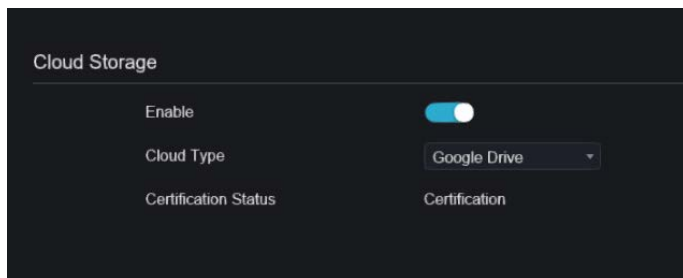 Cloud Storage
Enable
Cloud Type Google Drive
Certification Status Certification